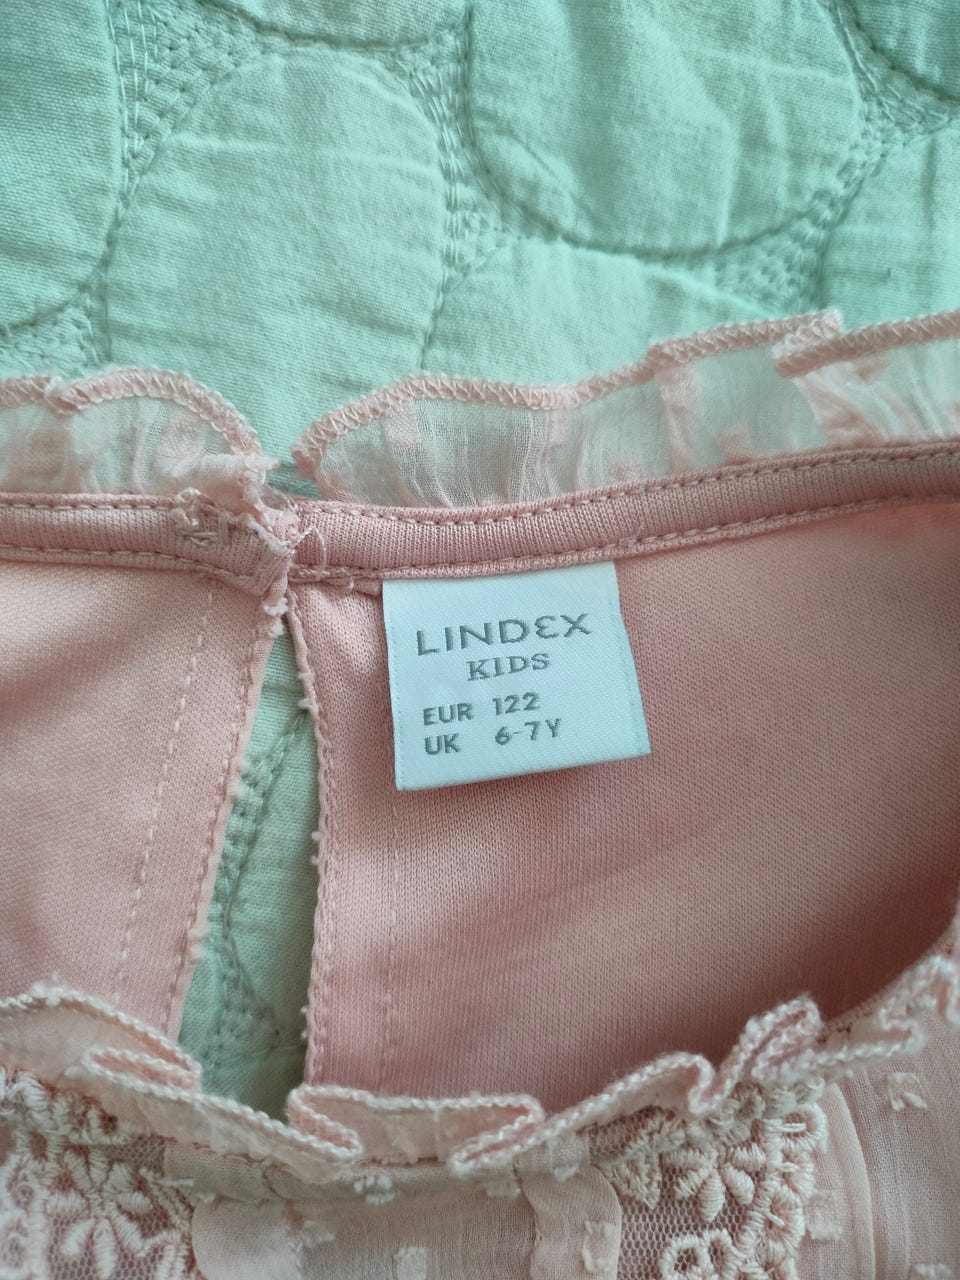 LINDEX
KIDS
EUR 122
UK 6-7Y